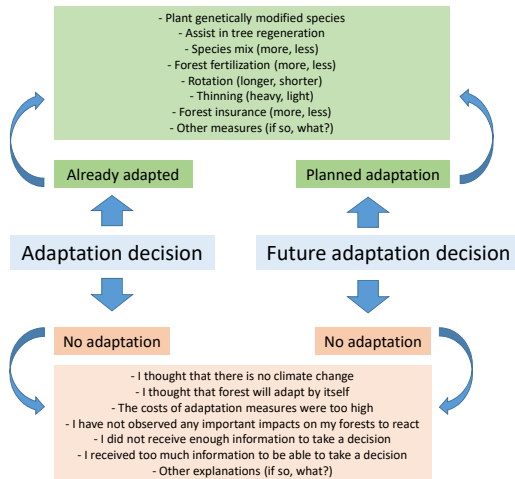 - Plant genetically modified species
- Assist in tree regeneration
- Species mix (more, less)
- Forest fertilization (more, less)
- Rotation (longer, shorter)
- Thinning (heavy, light)
- Forest insurance (more, less)
- Other measures (if so, what?)
Already adapted
Planned adaptation
Adaptation decision
Future adaptation decision
No adaptation
No adaptation
- I thought that there is no climate change
- I thought that forest will adapt by itself
- The costs of adaptation measures were too high
- I have not observed any important impacts on my forests to react
- I did not receive enough information to take a decision
- I received too much information to be able to take a decision
- Other explanations (if so, what?)